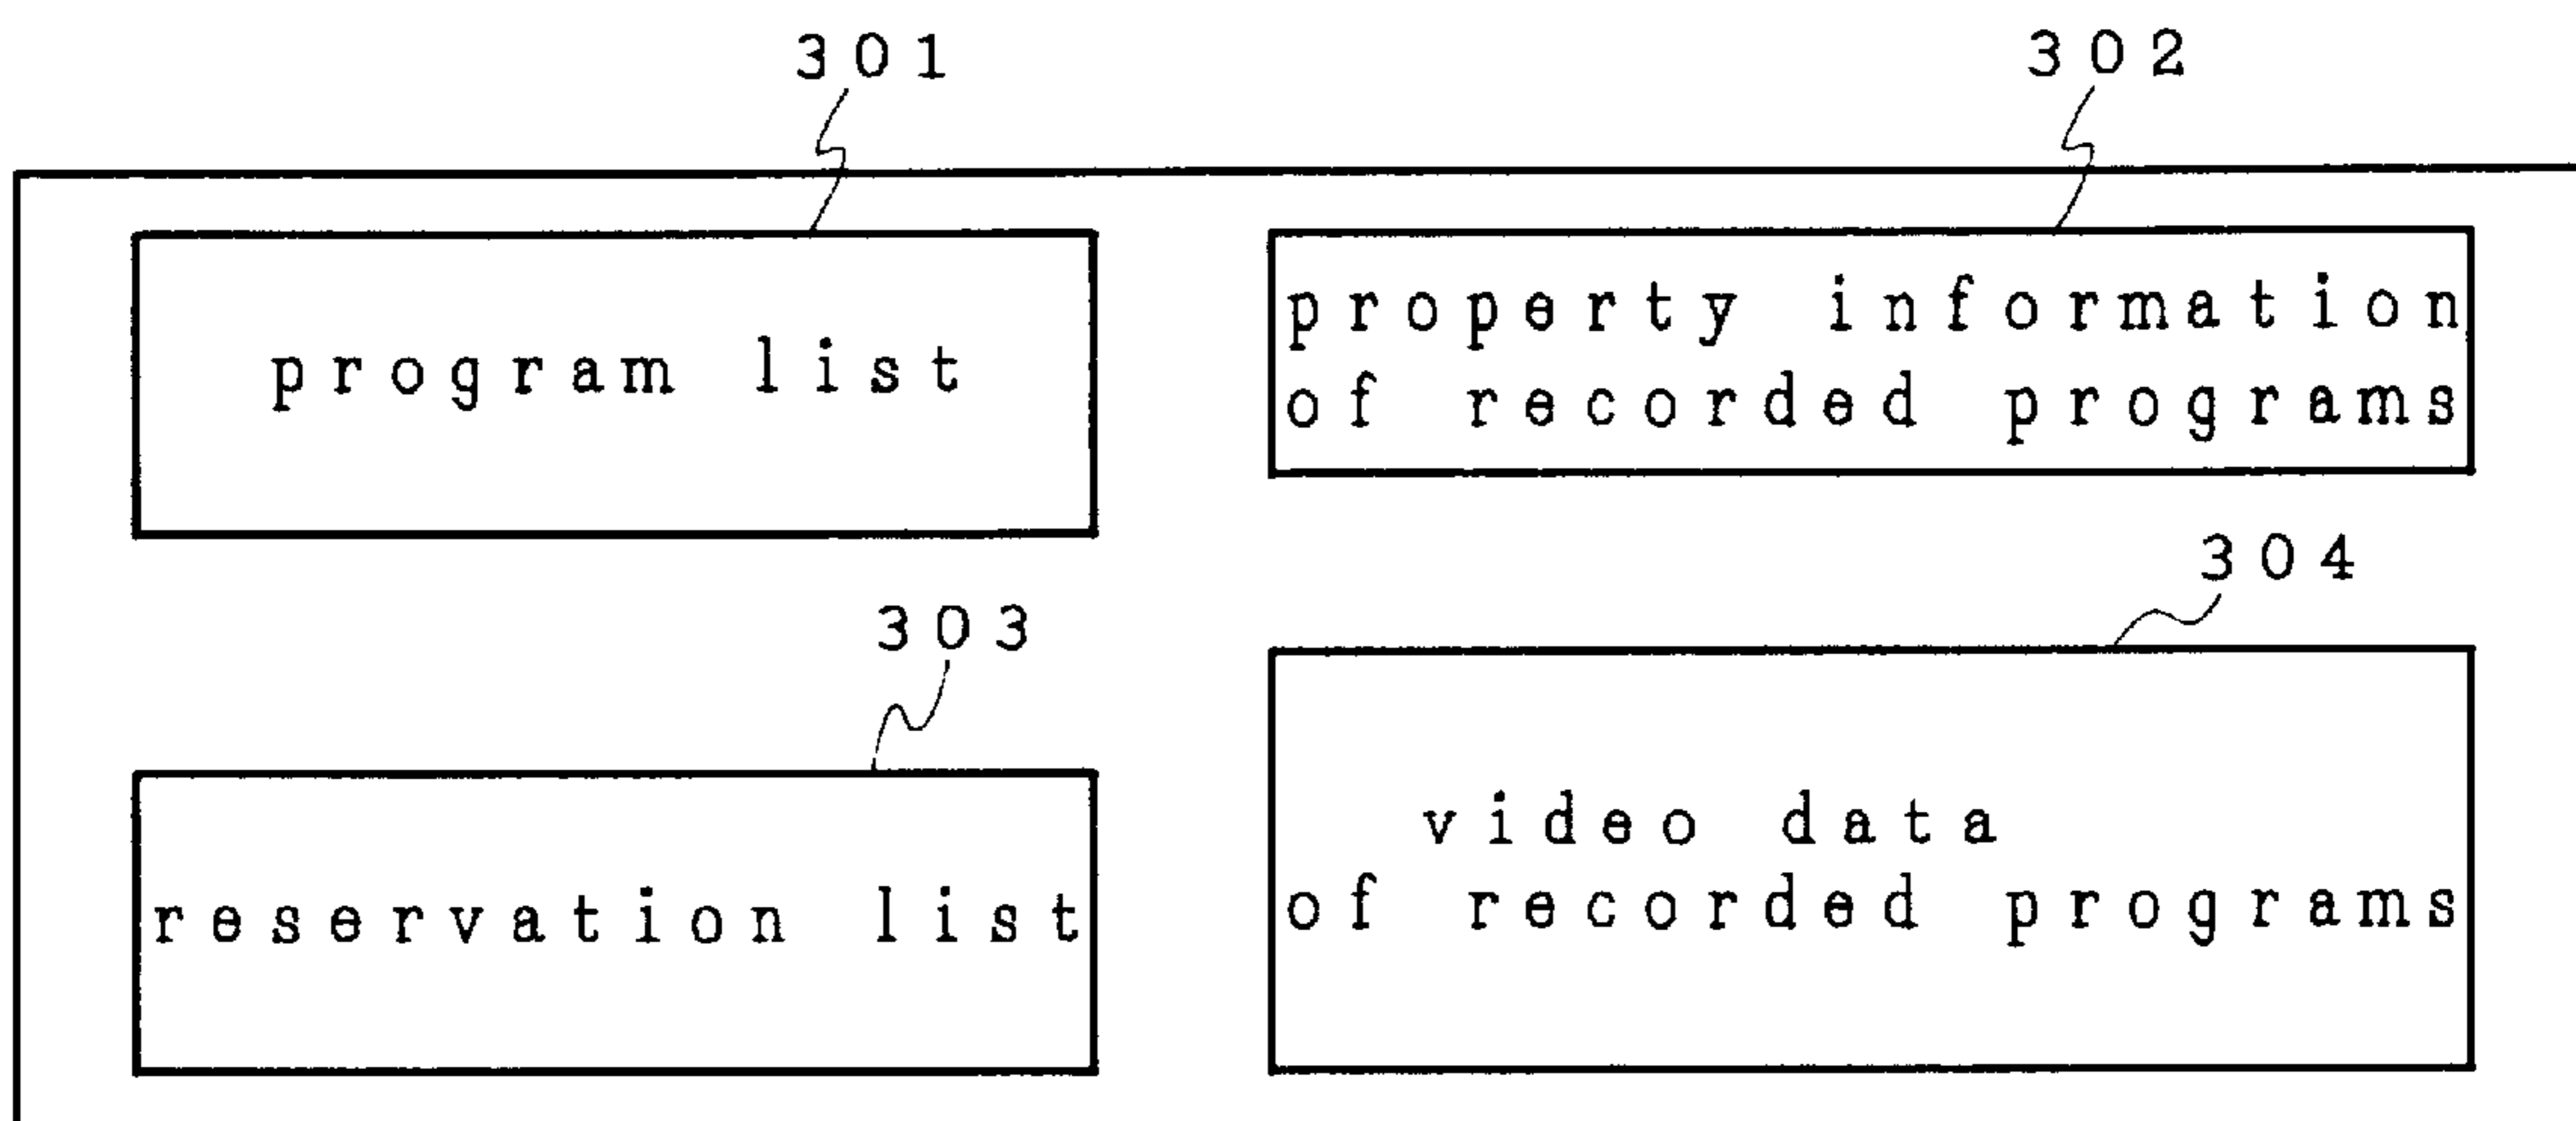 301
302
program list
property information
of recorded programs
303
304
reservation list
video data
of recorded programs